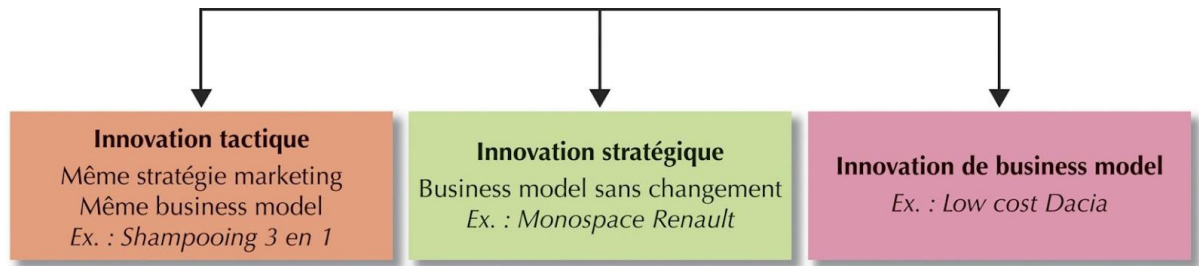 Innovation tactique
Même stratégie marketing
Même business model
Ex. : Shampooing 3 en 1
Innovation stratégique
Business model sans changement
Ex. : Monospace Renault
Innovation de business model
Ex. : Low cost Dacia